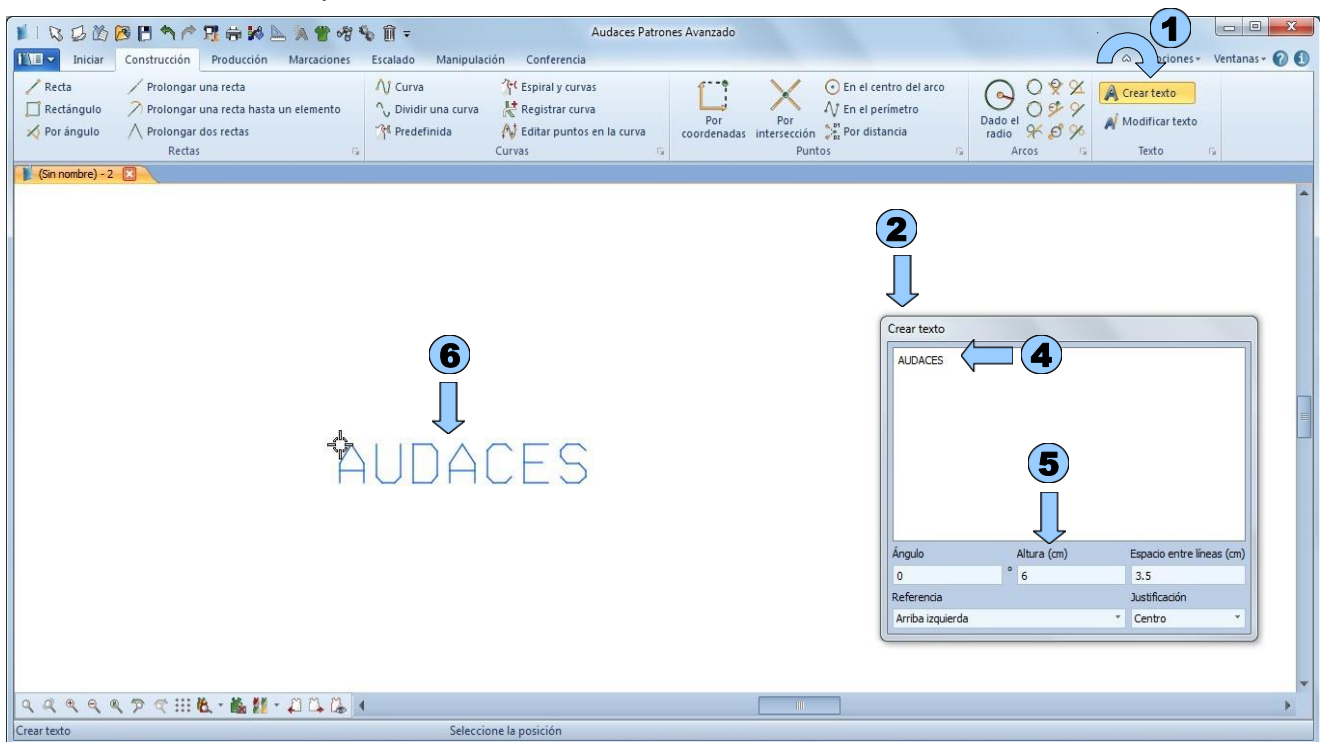 1
Audaces Patrones Avanzado
Iniciar Construcción Producción Marcaciones Escalado Manipulación Conferencia Ventanas
Recta Prolongar una recta Curva Espiral y curvas En el centro del arco Crear texto
Rectángulo Prolongar una recta hasta un elemento Dividir una curva Registrar curva En el perímetro
Por ángulo Prolongar dos rectas Predefinida Editar puntos en la curva Por coordenadas Por intersección Por distancia Dado el radio Modificar texto
Rectas Curvas Puntos Arcos Texto
(Sin nombre) - 2
2
Crear texto
AUDACES
4
6
AUDACES
5
Ángulo Altura (cm) Espacio entre líneas (cm)
0 ° 6 3.5
Referencia Justificación
Arriba izquierda Centro
Crear texto Seleccione la posición